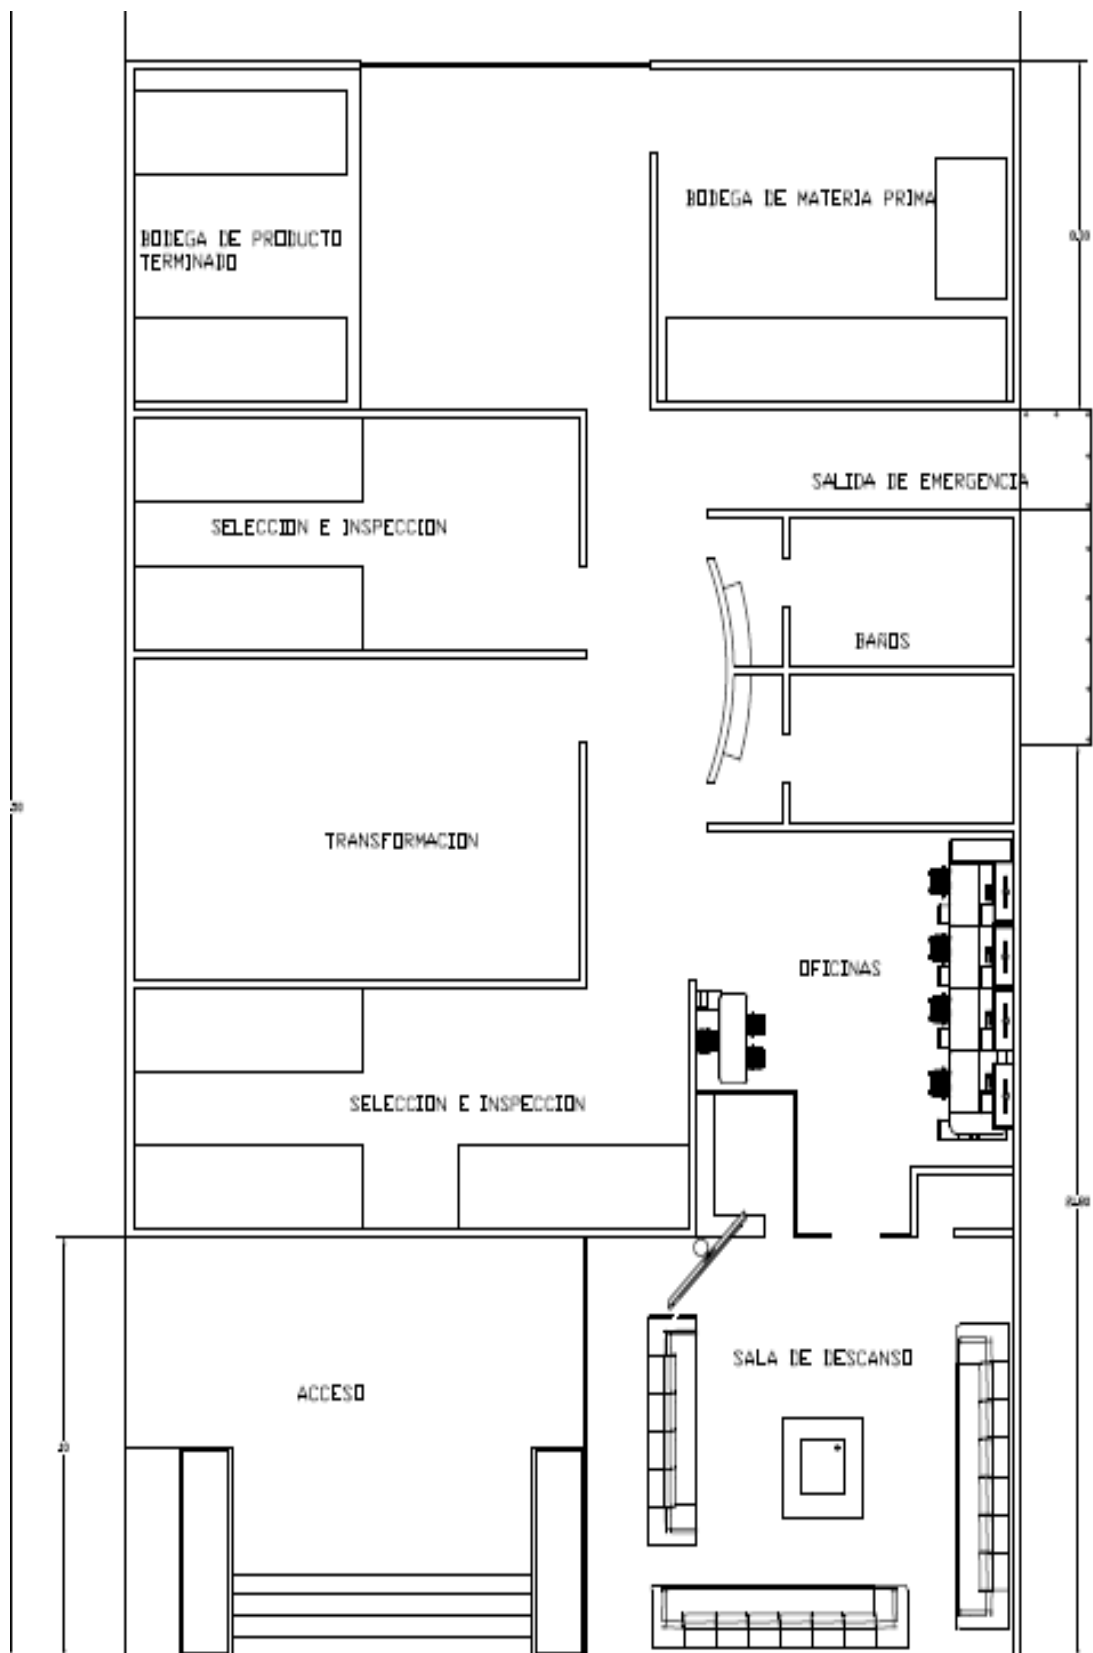 BODEGA DE MATERIA PRIMA
BODEGA DE PRODUCTO
TERMINADO
SALIDA DE EMERGENCIA
SELECCION E INSPECCION
BAÑOS
TRANSFORMACION
OFICINAS
SELECCION E INSPECCION
SALA DE DESCANSO
ACCESO